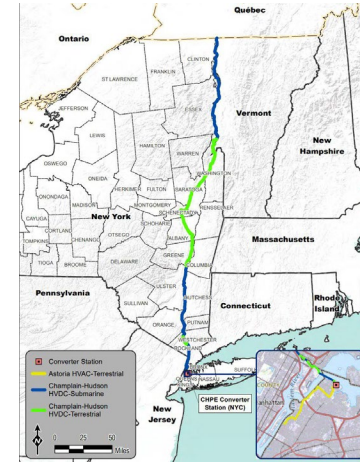 Québec
Ontario
CLINTON
FRANKLIN
ST LAWRENCE
ESSEX
Vermont
JEFFERSON
LEWIS
HAMILTON
WARREN
New
Hampshire
WASHINGTON
OSWEGO
ONEIDA
HERKIMER
FULTON
SARATOGA
ONONDAGA
MADISON
MONTGOMERY
SCHENECTADY
RENSSELAER
CAYUGA
New York
SCHOHARIE
CORTLAND
CHENANGO
OTSEGO
ALBANY
Massachusetts
TOMPKINS
GREENE
COLUMBIA
TIOGA
BROOME
DELAWARE
ULSTER
Pennsylvania
SULLIVAN
DUTCHESS
Connecticut
Rhode
Island
ORANGE
PUTNAM
WESTCHESTER
ROCKLAND
Converter Station
Astoria HVAC-Terrestrial
Champlain-Hudson
HVDC-Submarine
Champlain-Hudson
HVDC-Terrestrial
N
0 25 50
Miles
QUEENS
NASSAU
SUFFOLK
New
Jersey
CHPE Converter
Station (NYC)